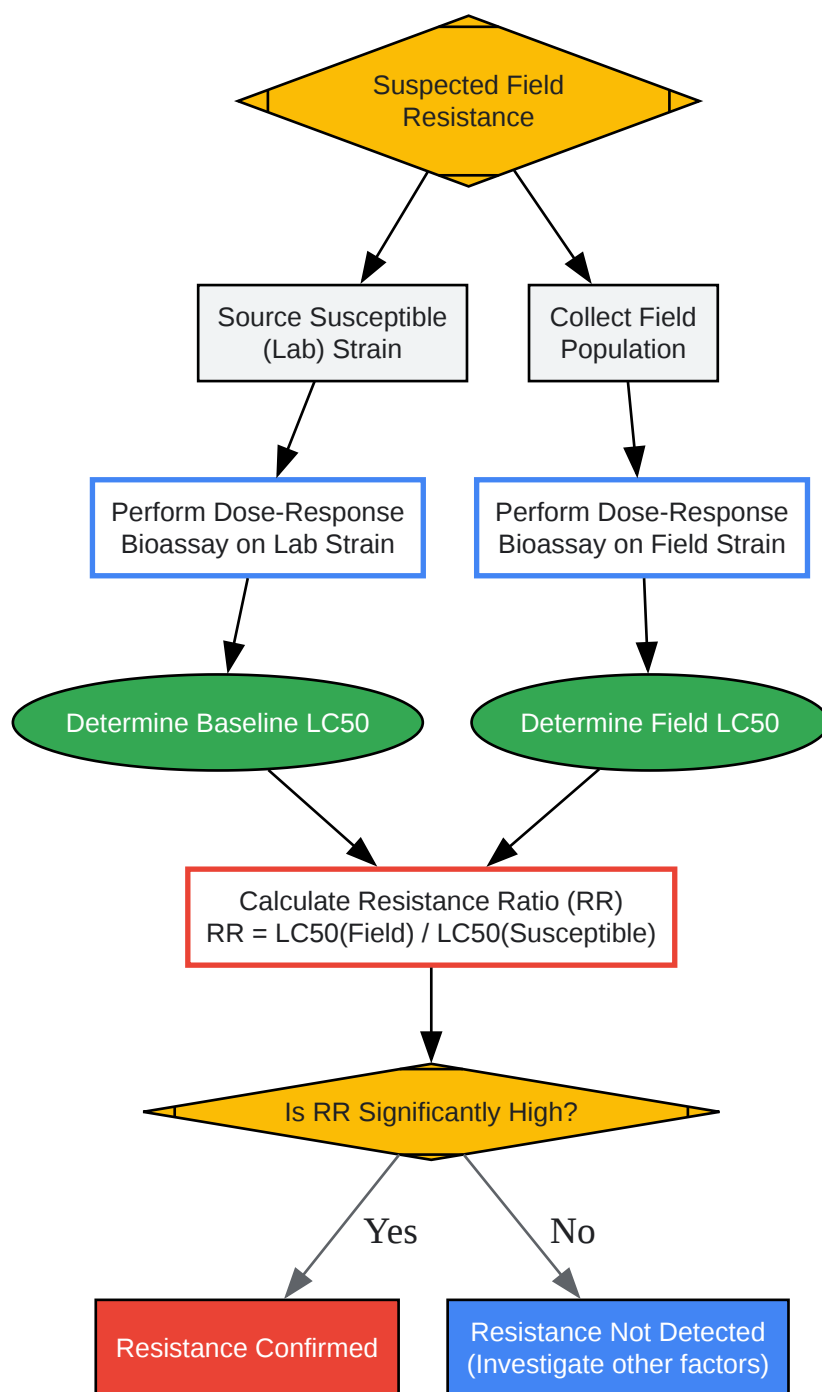 Suspected Field
Resistance
Source Susceptible
(Lab) Strain
Collect Field
Population
Perform Dose-Response
Bioassay on Lab Strain
Perform Dose-Response
Bioassay on Field Strain
Determine Baseline LC50
Determine Field LC50
Calculate Resistance Ratio (RR)
RR = LC50(Field) / LC50(Susceptible)
Is RR Significantly High?
Yes
No
Resistance Confirmed
Resistance Not Detected
(Investigate other factors)